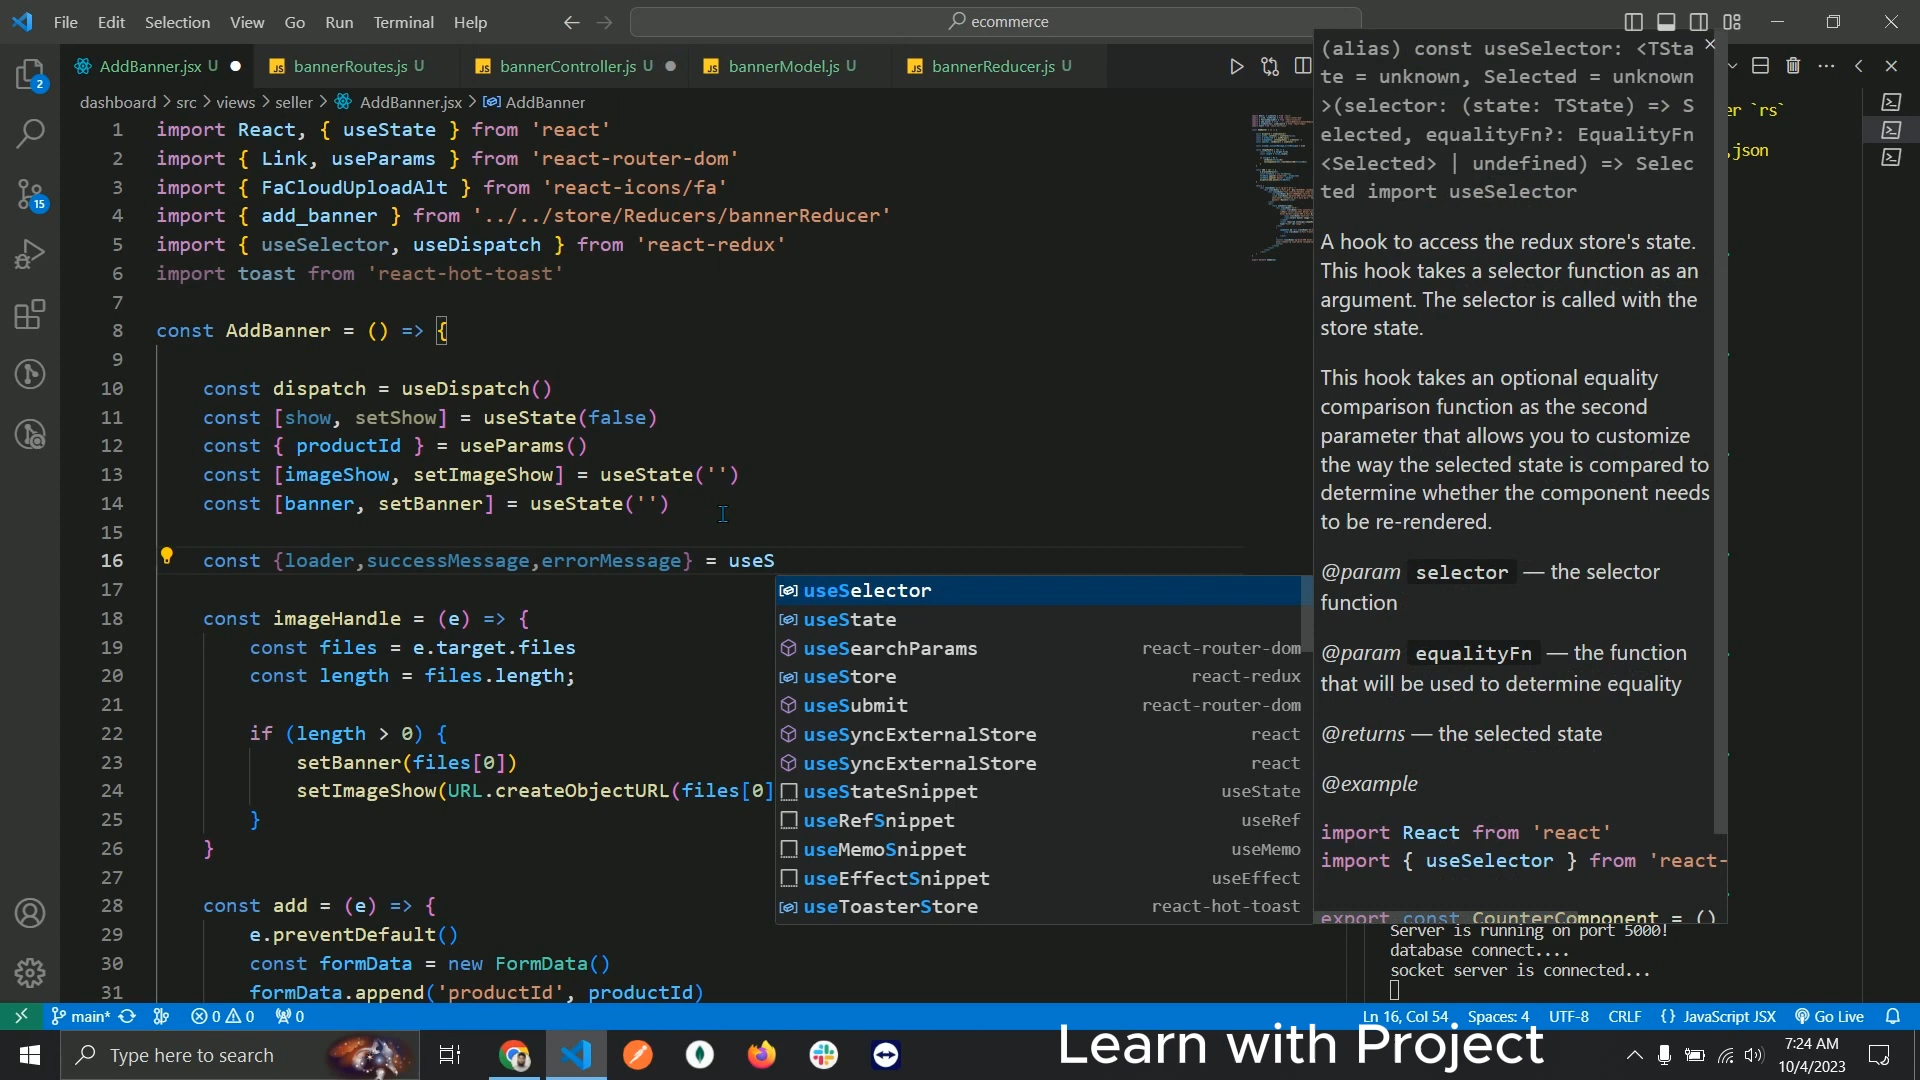 File Edit Selection View Go Run Terminal Help
ecommerce
AddBanner.jsx U
bannerRoutes.js U
bannerController.js U
bannerModel.js U
bannerReducer.js U
dashboard > src > views > seller > AddBanner.jsx > AddBanner
1 import React, { useState } from 'react'
2 import { Link, useParams } from 'react-router-dom'
3 import { FaCloudUploadAlt } from 'react-icons/fa'
4 import { add_banner } from '../../store/Reducers/bannerReducer'
5 import { useSelector, useDispatch } from 'react-redux'
6 import toast from 'react-hot-toast'
7
8 const AddBanner = () => {
9
10 const dispatch = useDispatch()
11 const [show, setShow] = useState(false)
12 const { productId } = useParams()
13 const [imageShow, setImageShow] = useState('')
14 const [banner, setBanner] = useState('')
15
16 const {loader,successMessage,errorMessage} = useS
17
18 const imageHandle = (e) => {
19 const files = e.target.files
20 const length = files.length;
21
22 if (length > 0) {
23 setBanner(files[0])
24 setImageShow(URL.createObjectURL(files[0]
25 }
26 }
27
28 const add = (e) => {
29 e.preventDefault()
30 const formData = new FormData()
31 formData.append('productId', productId)
useSelector
useState
useSearchParams react-router-dom
useStore react-redux
useSubmit react-router-dom
useSyncExternalStore react
useSyncExternalStore react
useStateSnippet useState
useRefSnippet useRef
useMemoSnippet useMemo
useEffectSnippet useEffect
useToasterStore react-hot-toast
(alias) const useSelector: <TSta
te = unknown, Selected = unknown
>(selector: (state: TState) => S
elected, equalityFn?: EqualityFn
<Selected> | undefined) => Selec
ted import useSelector
A hook to access the redux store's state.
This hook takes a selector function as an
argument. The selector is called with the
store state.
This hook takes an optional equality
comparison function as the second
parameter that allows you to customize
the way the selected state is compared to
determine whether the component needs
to be re-rendered.
@param selector — the selector
function
@param equalityFn — the function
that will be used to determine equality
@returns — the selected state
@example
import React from 'react'
import { useSelector } from 'react-
export const CounterComponent = ()
er `rs`
.json
Server is running on port 5000!
database connect....
socket server is connected...
2
15
main* 0 0 0
Ln 16, Col 54 Spaces: 4 UTF-8 CRLF {} JavaScript JSX Go Live
Learn with Project
Type here to search
7:24 AM
10/4/2023